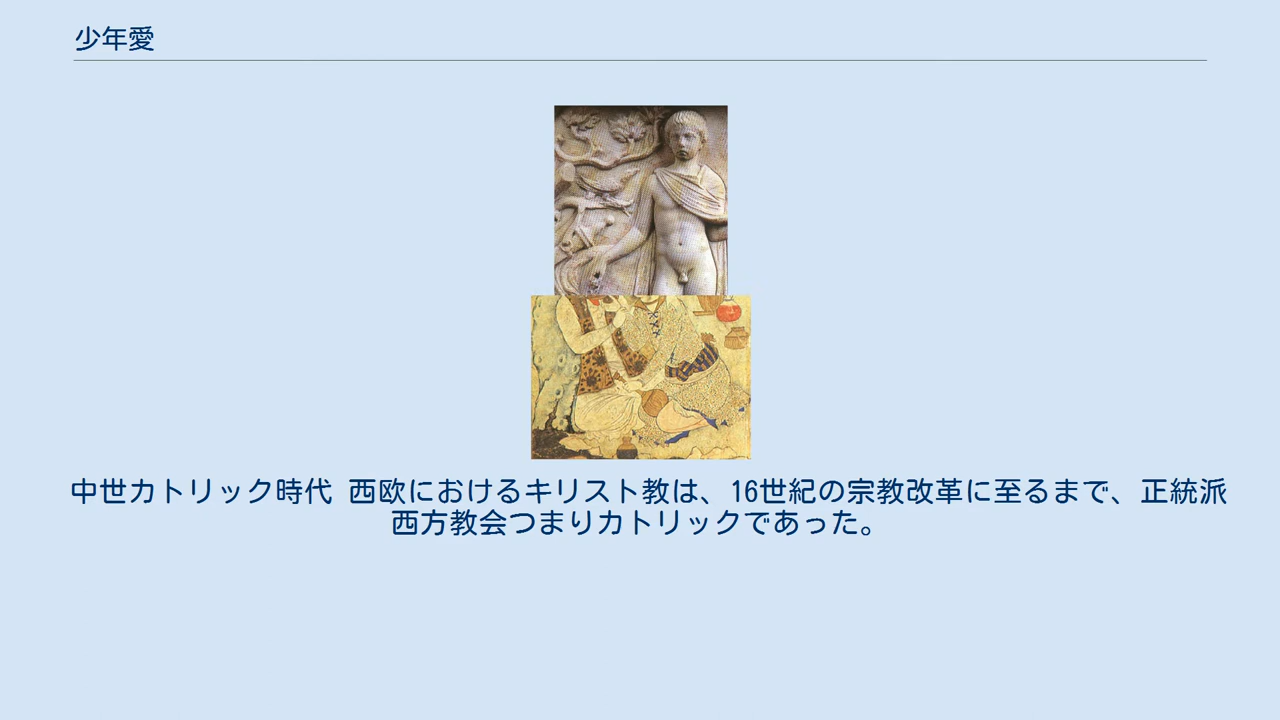 少年愛
中世カトリック時代 西欧におけるキリスト教は、16世紀の宗教改革に至るまで、正統派
西方教会つまりカトリックであった。